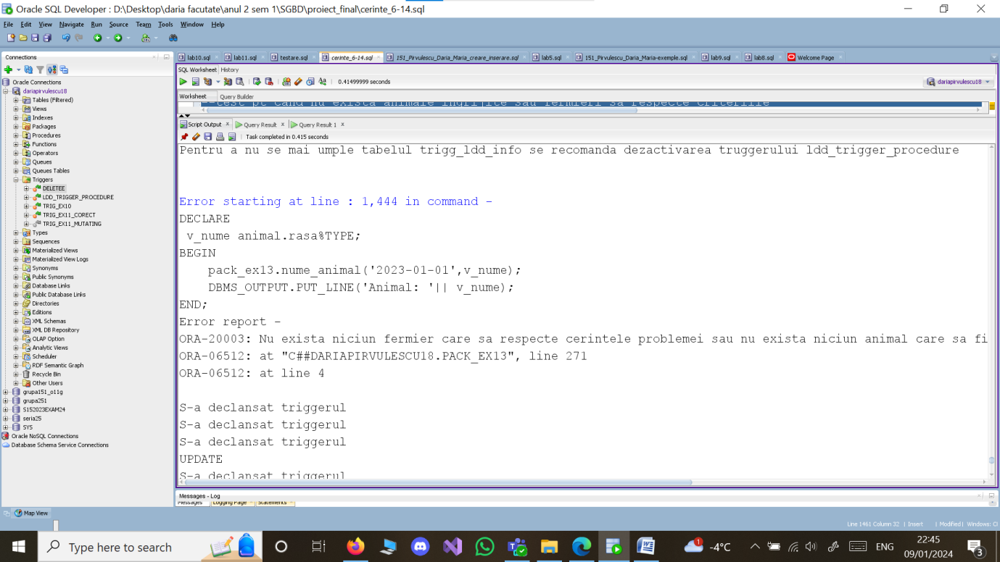 Oracle SQL Developer : D:\Desktop\daria facutate\anul 2 sem 1\SGBD\proiect_final\cerinte_6-14.sql
File Edit View Navigate Run Source Team Tools Window Help
Connections
lab10.sql lab11.sql testare.sql cerinte_6-14.sql 151_Pirvulescu_Daria_Maria_creare_inserare.sql lab5.sql 151_Pirvulescu_Daria_Maria-exemple.sql lab9.sql lab8.sql Welcome Page
SQL Worksheet History
0.41499999 seconds
dariapirvulescu18
Worksheet Query Builder
--test pt cand nu exista animale ingrijite sau fermieri sa respecte criteriile
Script Output Query Result Query Result 1
Task completed in 0.415 seconds
Oracle Connections
dariapirvulescu18
Tables (Filtered)
Views
Indexes
Packages
Procedures
Functions
Operators
Queues
Queues Tables
Triggers
DELETEE
LDD_TRIGGER_PROCEDURE
TRIG_EX10
TRIG_EX11_CORECT
TRIG_EX11_MUTATING
Types
Sequences
Materialized Views
Materialized View Logs
Synonyms
Public Synonyms
Database Links
Public Database Links
Directories
Editions
XML Schemas
XML DB Repository
OLAP Option
Analytic Views
Scheduler
RDF Semantic Graph
Recycle Bin
Other Users
grupa151_o11g
grupa251
S152023EXAM24
seria25
SYS
Oracle NoSQL Connections
Database Schema Service Connections
Pentru a nu se mai umple tabelul trigg_ldd_info se recomanda dezactivarea truggerului ldd_trigger_procedure
Error starting at line : 1,444 in command -
DECLARE
v_nume animal.rasa%TYPE;
BEGIN
pack_ex13.nume_animal('2023-01-01',v_nume);
DBMS_OUTPUT.PUT_LINE('Animal: '|| v_nume);
END;
Error report -
ORA-20003: Nu exista niciun fermier care sa respecte cerintele problemei sau nu exista niciun animal care sa fi
ORA-06512: at "C##DARIAPIRVULESCU18.PACK_EX13", line 271
ORA-06512: at line 4
S-a declansat triggerul
S-a declansat triggerul
S-a declansat triggerul
UPDATE
S-a declansat triggerul
Messages - Log
Messages Logging Page Statements
Map View
Line 1461 Column 32 | Insert | Modified | Windows: C
Type here to search
1 -4°C
ENG
22:45
09/01/2024
3